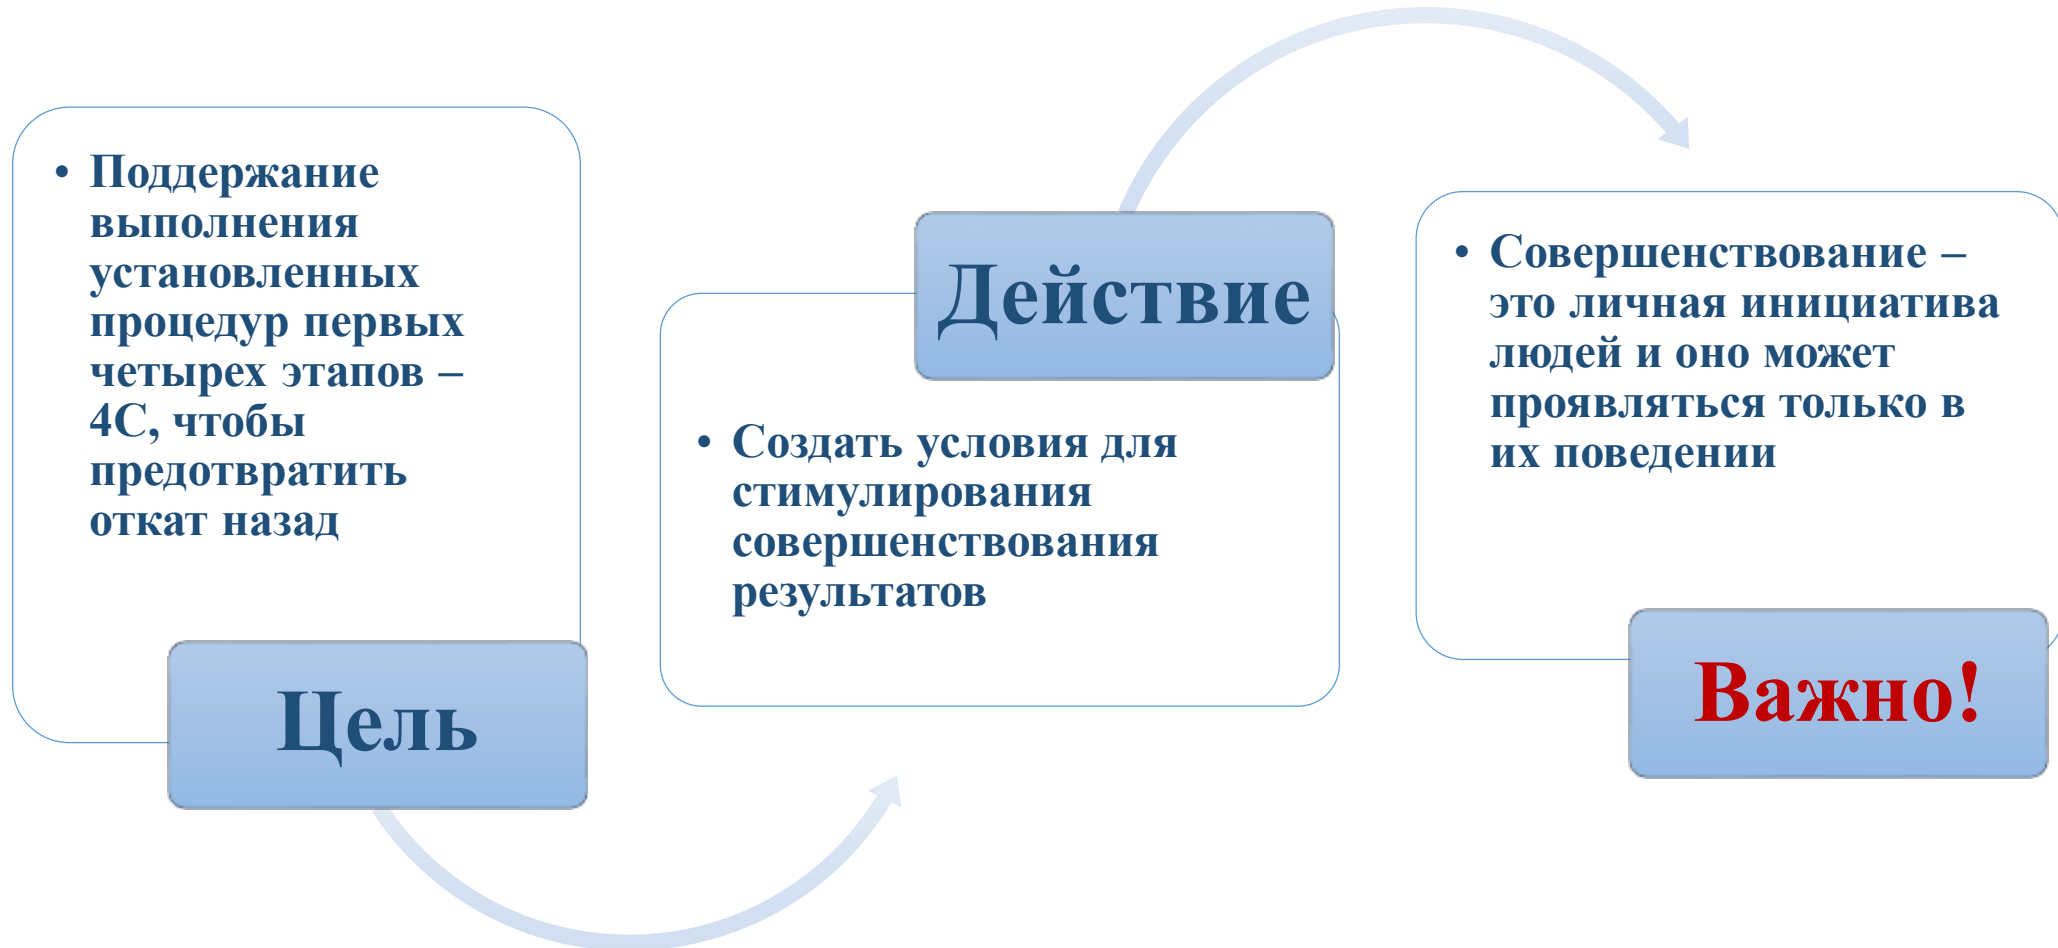 • Поддержание
выполнения
установленных
процедур первых
четырех этапов –
4С, чтобы
предотвратить
откат назад
Цель
Действие
• Создать условия для
стимулирования
совершенствования
результатов
• Совершенствование –
это личная инициатива
людей и оно может
проявляться только в
их поведении
Важно!